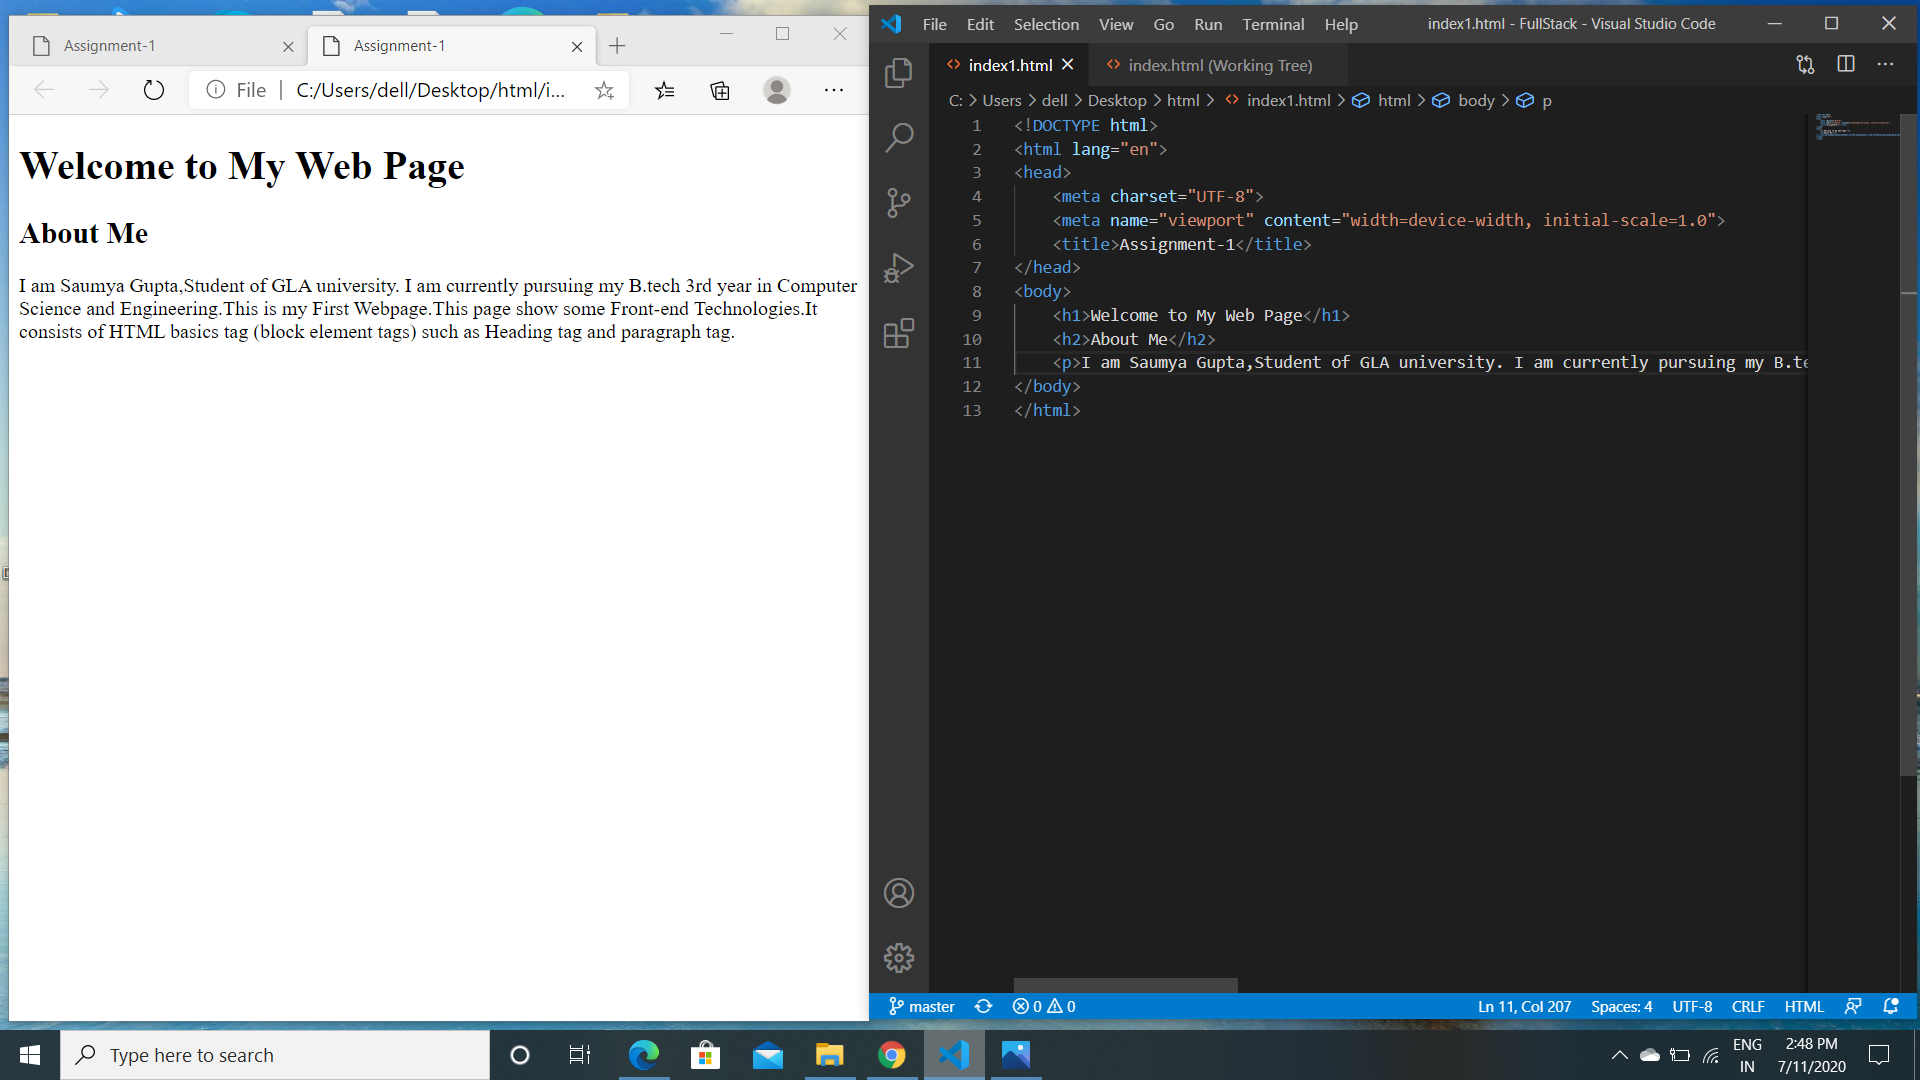 Assignment-1
Assignment-1
File
C:/Users/dell/Desktop/html/i...
Welcome to My Web Page
About Me
I am Saumya Gupta,Student of GLA university. I am currently pursuing my B.tech 3rd year in Computer
Science and Engineering.This is my First Webpage.This page show some Front-end Technologies.It
consists of HTML basics tag (block element tags) such as Heading tag and paragraph tag.
File Edit Selection View Go Run Terminal Help
index1.html - FullStack - Visual Studio Code
index1.html
index.html (Working Tree)
C: > Users > dell > Desktop > html > index1.html > html > body > p
1 <!DOCTYPE html>
2 <html lang="en">
3 <head>
4 <meta charset="UTF-8">
5 <meta name="viewport" content="width=device-width, initial-scale=1.0">
6 <title>Assignment-1</title>
7 </head>
8 <body>
9 <h1>Welcome to My Web Page</h1>
10 <h2>About Me</h2>
11 <p>I am Saumya Gupta,Student of GLA university. I am currently pursuing my B.te
12 </body>
13 </html>
master
0
0
Ln 11, Col 207
Spaces: 4
UTF-8
CRLF
HTML
Type here to search
ENG
IN
2:48 PM
7/11/2020